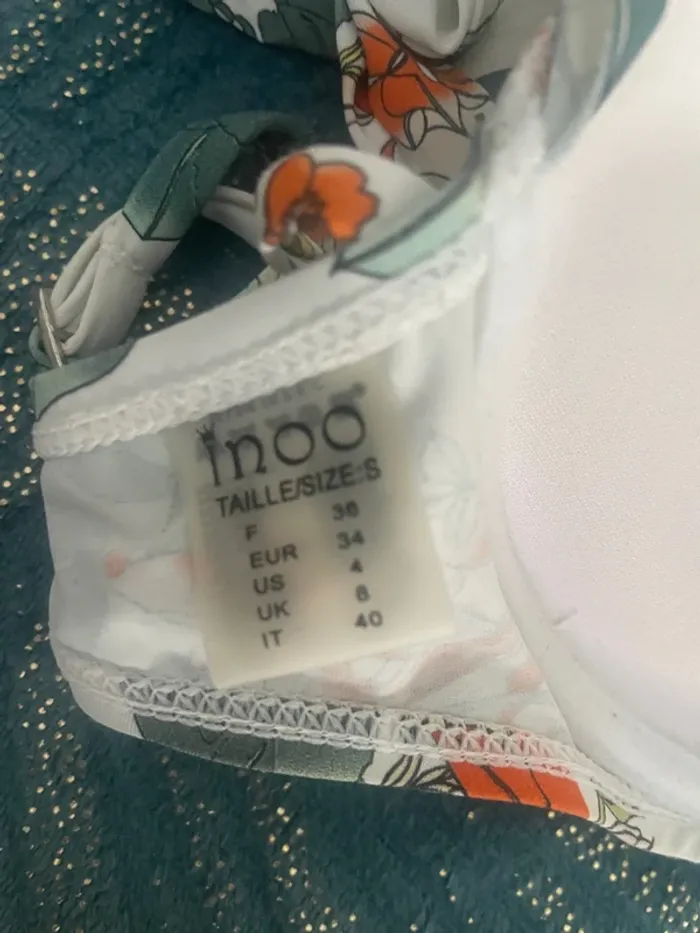 inoo
TAILLE/SIZE:S
F 36
EUR 34
US 4
UK 8
IT 40